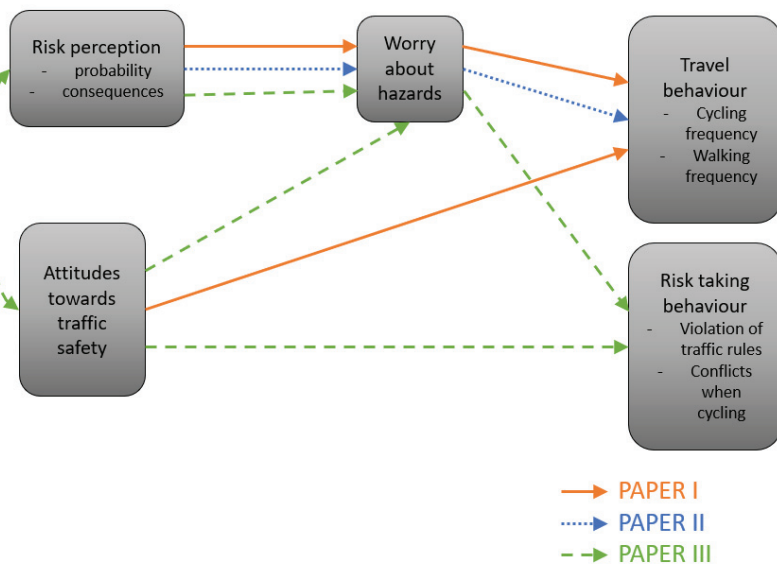 Risk perception
- probability
- consequences
Worry
about
hazards
Travel
behaviour
- Cycling
frequency
- Walking
frequency
Attitudes
towards
traffic
safety
Risk taking
behaviour
- Violation of
traffic rules
- Conflicts
when
cycling
PAPER I
PAPER II
PAPER III